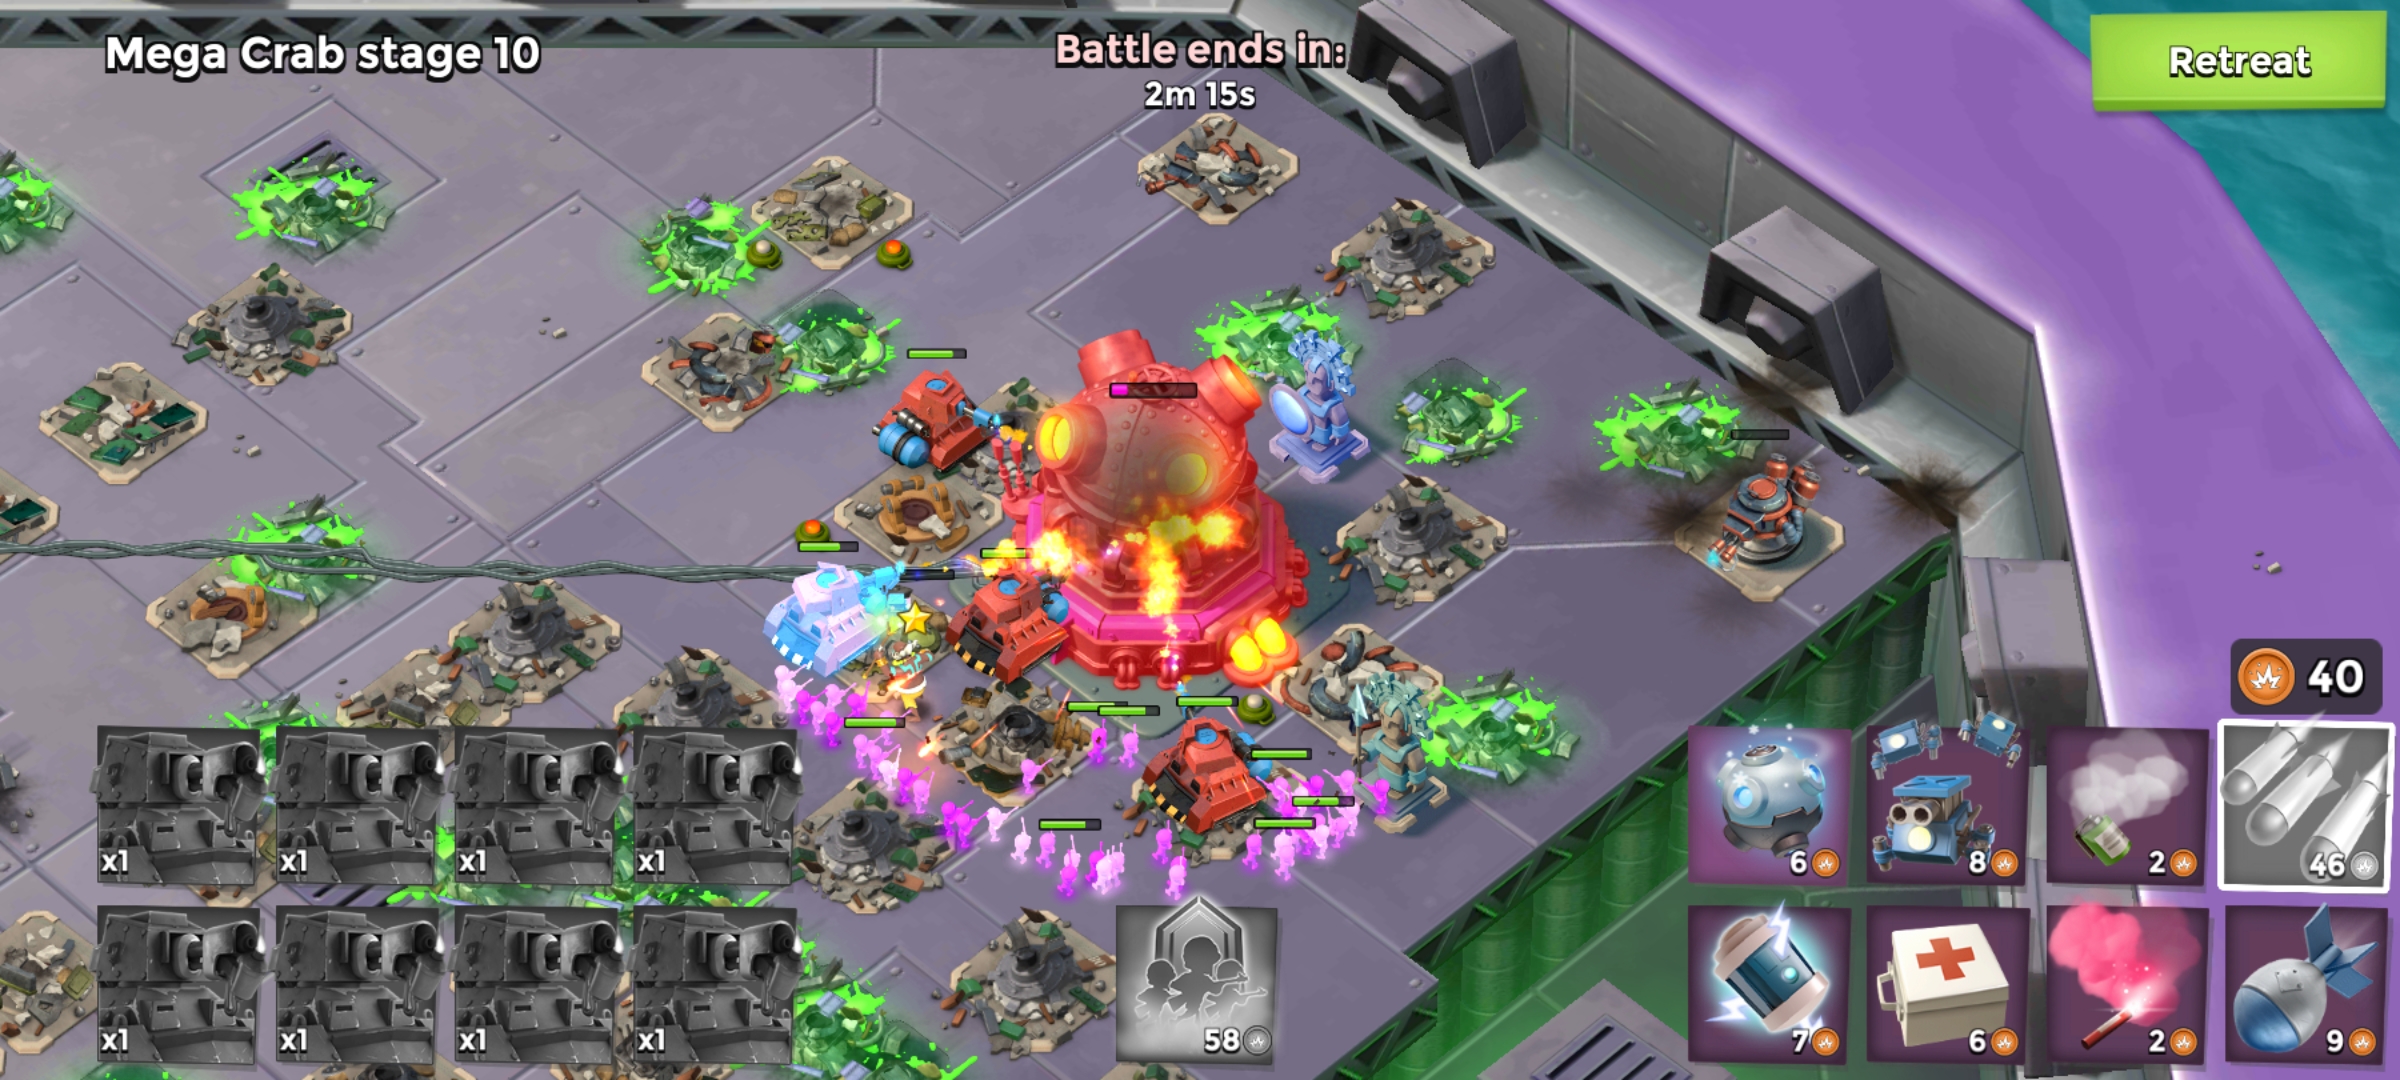 Mega Crab stage 10
Battle ends in:
2m 15s
Retreat
40
x1
x1
x1
x1
6
8
2
46
x1
x1
x1
x1
58
7
6
2
9